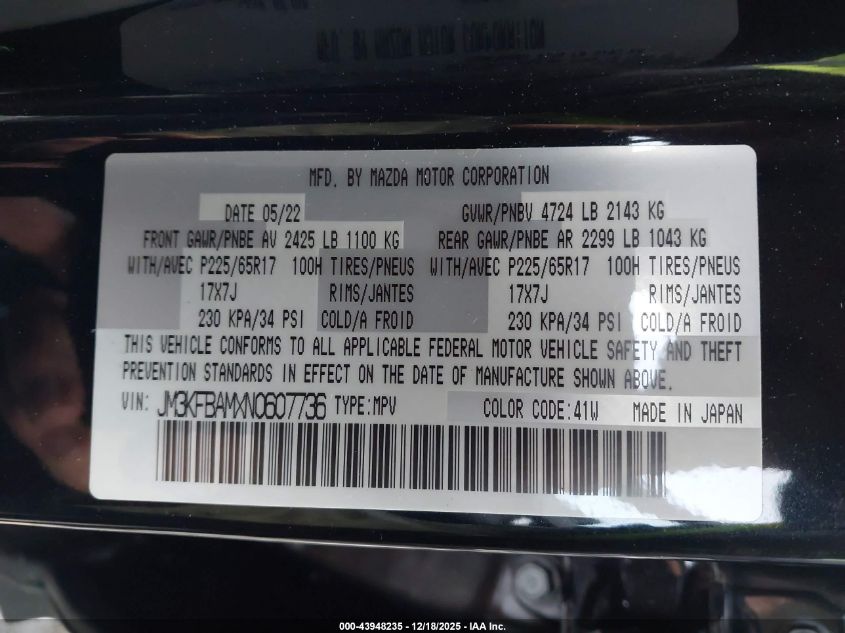 MFD. BY MAZDA MOTOR CORPORATION
DATE 05/22 GVWR/PNBV 4724 LB 2143 KG
FRONT GAWR/PNBE AV 2425 LB 1100 KG REAR GAWR/PNBE AR 2299 LB 1043 KG
WITH/AVEC P225/65R17 100H TIRES/PNEUS WITH/AVEC P225/65R17 100H TIRES/PNEUS
17X7J RIMS/JANTES 17X7J RIMS/JANTES
230 KPA/34 PSI COLD/A FROID 230 KPA/34 PSI COLD/A FROID
THIS VEHICLE CONFORMS TO ALL APPLICABLE FEDERAL MOTOR VEHICLE SAFETY AND THEFT
PREVENTION STANDARDS IN EFFECT ON THE DATE OF MANUFACTURE SHOWN ABOVE.
VIN: JM3KFBAMXN0607736 TYPE:MPV COLOR CODE:41W MADE IN JAPAN
000-43948235 - 12/18/2025 - IAA Inc.